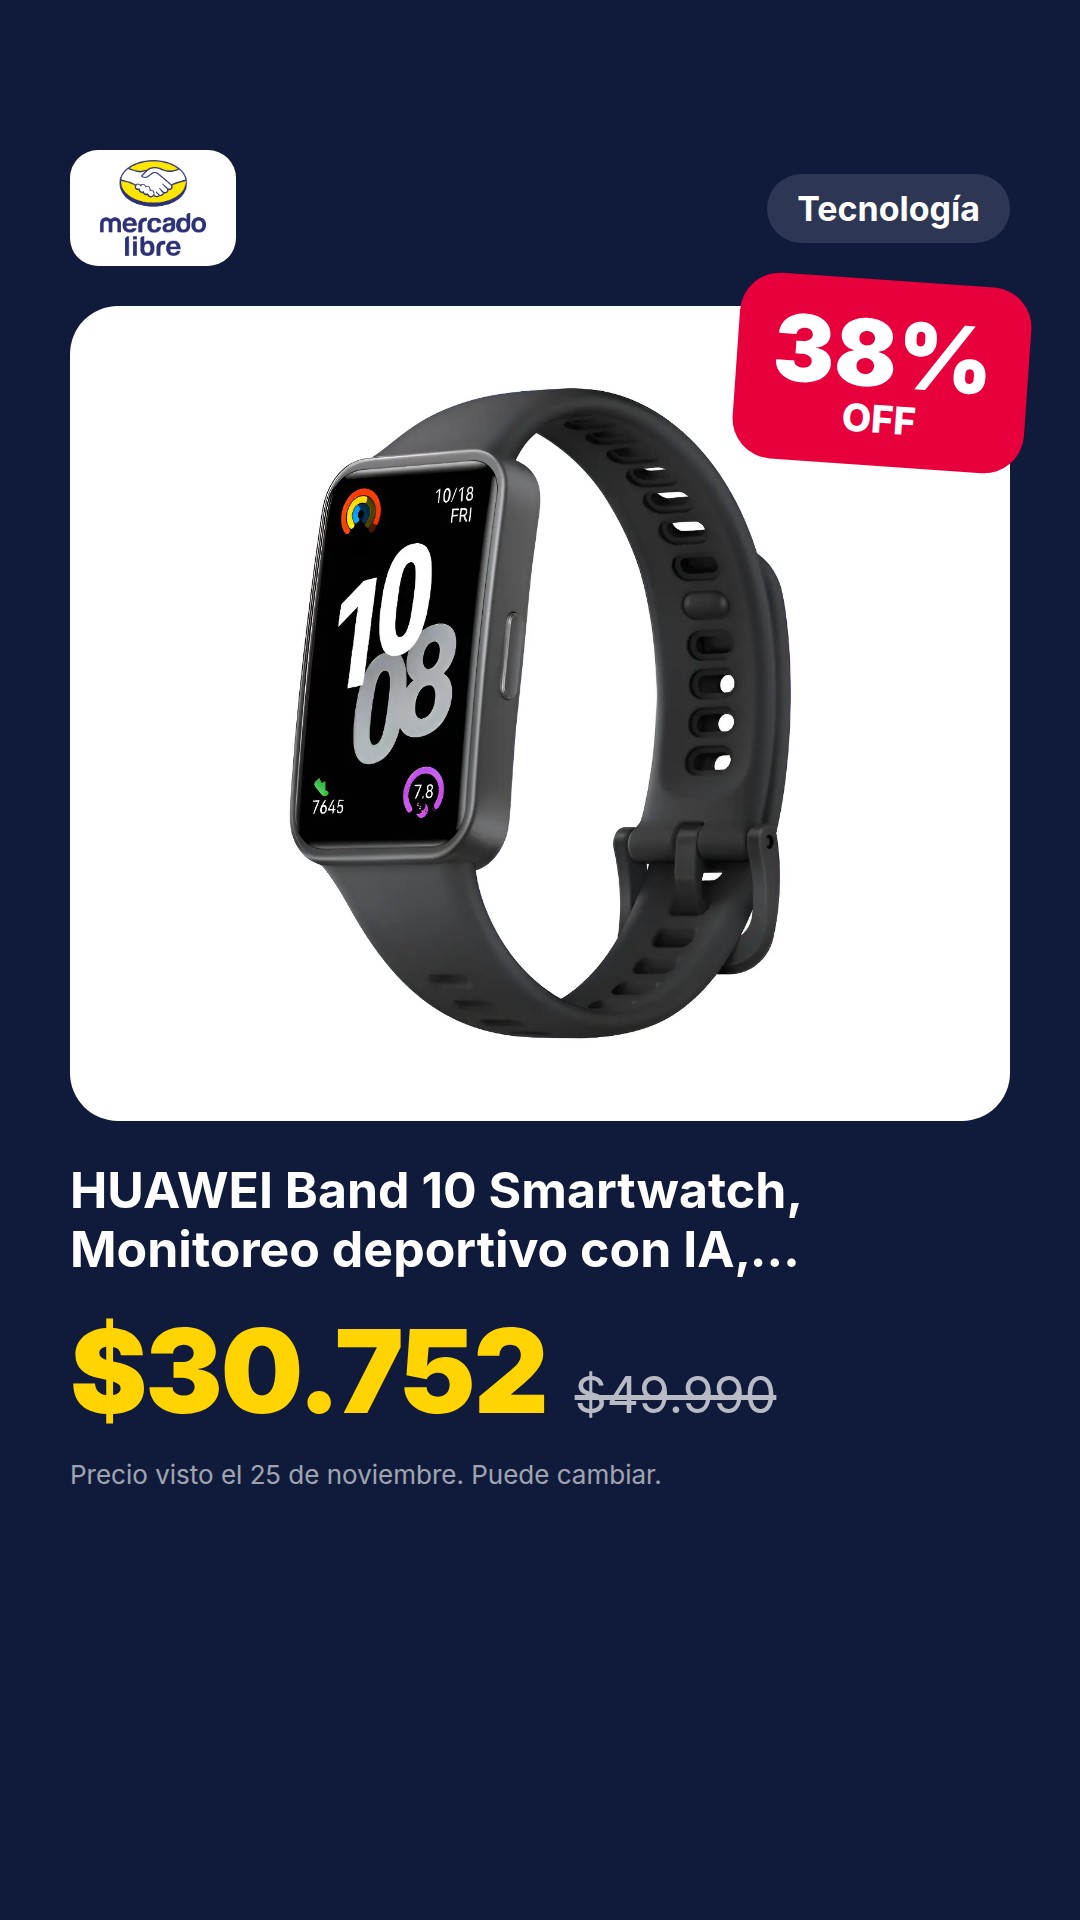 mercado
libre
Tecnología
38%
OFF
10/18
FRI
10
08
7645
7.8
HUAWEI Band 10 Smartwatch,
Monitoreo deportivo con IA,...
$30.752 $49.990
Precio visto el 25 de noviembre. Puede cambiar.